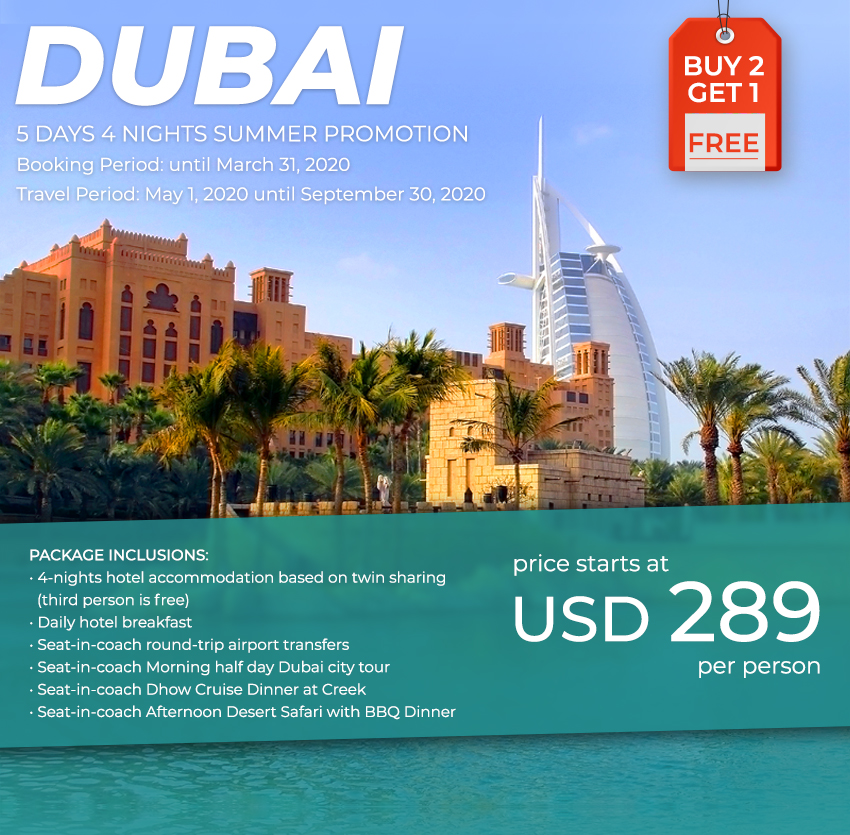 DUBAI
5 DAYS 4 NIGHTS SUMMER PROMOTION
Booking Period: until March 31, 2020
Travel Period: May 1, 2020 until September 30, 2020
BUY 2
GET 1
FREE
PACKAGE INCLUSIONS:
· 4-nights hotel accommodation based on twin sharing
(third person is free)
· Daily hotel breakfast
· Seat-in-coach round-trip airport transfers
· Seat-in-coach Morning half day Dubai city tour
· Seat-in-coach Dhow Cruise Dinner at Creek
· Seat-in-coach Afternoon Desert Safari with BBQ Dinner
price starts at
USD 289
per person